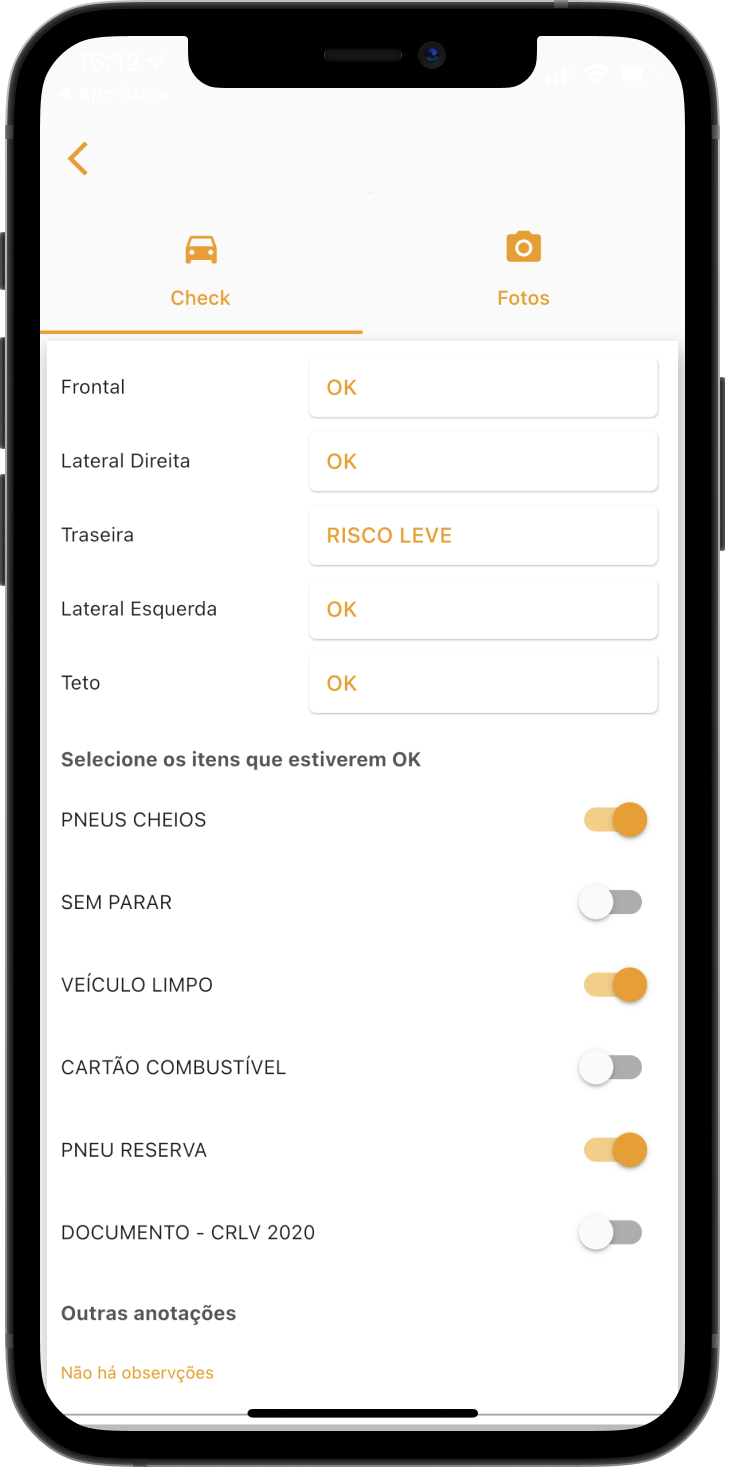 15:12
◀ App Store
Check
Fotos
Frontal
OK
Lateral Direita
OK
Traseira
RISCO LEVE
Lateral Esquerda
OK
Teto
OK
Selecione os itens que estiverem OK
PNEUS CHEIOS
SEM PARAR
VEÍCULO LIMPO
CARTÃO COMBUSTÍVEL
PNEU RESERVA
DOCUMENTO - CRLV 2020
Outras anotações
Não há observções